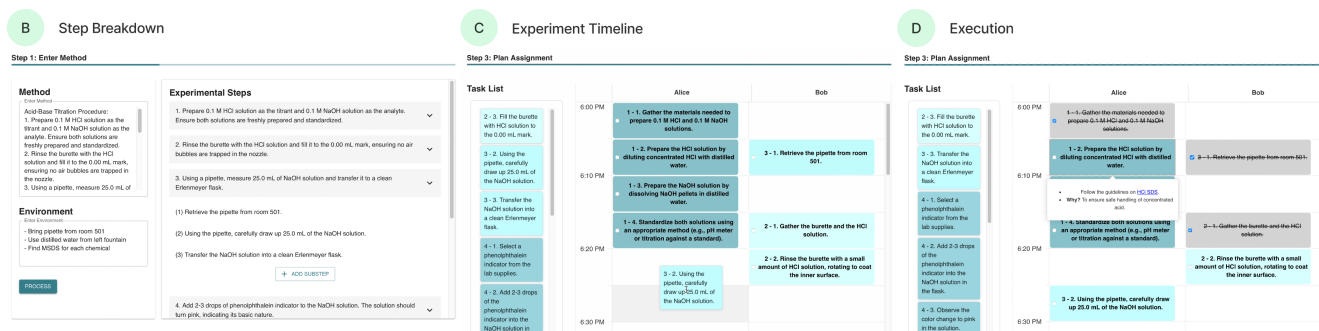 B Step Breakdown
Step 1: Enter Method
Method
Enter Method
Acid-Base Titration Procedure:
1. Prepare 0.1 M HCl solution as the
titrant and 0.1 M NaOH solution as the
analyte. Ensure both solutions are
freshly prepared and standardized.
2. Rinse the burette with the HCl
solution and fill it to the 0.00 mL mark,
ensuring no air bubbles are trapped in
the nozzle.
3. Using a pipette, measure 25.0 mL of
Environment
Enter Environment
- Bring pipette from room 501
- Use distilled water from left fountain
- Find MSDS for each chemical
PROCESS
Experimental Steps
1. Prepare 0.1 M HCl solution as the titrant and 0.1 M NaOH solution as the analyte.
Ensure both solutions are freshly prepared and standardized.
2. Rinse the burette with the HCl solution and fill it to the 0.00 mL mark, ensuring no air
bubbles are trapped in the nozzle.
3. Using a pipette, measure 25.0 mL of NaOH solution and transfer it to a clean
Erlenmeyer flask.
(1) Retrieve the pipette from room 501.
(2) Using the pipette, carefully draw up 25.0 mL of the NaOH solution.
(3) Transfer the NaOH solution into a clean Erlenmeyer flask.
+ ADD SUBSTEP
4. Add 2-3 drops of phenolphthalein indicator to the NaOH solution. The solution should
turn pink, indicating its basic nature.
C Experiment Timeline
Step 3: Plan Assignment
Task List
2 - 3. Fill the burette
with HCl solution to
the 0.00 mL mark.
3 - 2. Using the
pipette, carefully
draw up 25.0 mL of
the NaOH solution.
3 - 3. Transfer the
NaOH solution into
a clean Erlenmeyer
flask.
4 - 1. Select a
phenolphthalein
indicator from the
lab supplies.
4 - 2. Add 2-3 drops
of the
phenolphthalein
indicator into the
NaOH solution in
Alice
Bob
6:00 PM
1 - 1. Gather the materials needed to
prepare 0.1 M HCl and 0.1 M NaOH
solutions.
1 - 2. Prepare the HCl solution by
diluting concentrated HCl with distilled
water.
3 - 1. Retrieve the pipette from room
501.
6:10 PM
1 - 3. Prepare the NaOH solution by
dissolving NaOH pellets in distilled
water.
1 - 4. Standardize both solutions using
an appropriate method (e.g., pH meter
or titration against a standard).
2 - 1. Gather the burette and the HCl
solution.
6:20 PM
3 - 2. Using the
pipette, carefully
draw up 25.0 mL of
the NaOH solution.
2 - 2. Rinse the burette with a small
amount of HCl solution, rotating to coat
the inner surface.
6:30 PM
D Execution
Step 3: Plan Assignment
Task List
2 - 3. Fill the burette
with HCl solution to
the 0.00 mL mark.
3 - 3. Transfer the
NaOH solution into
a clean Erlenmeyer
flask.
4 - 1. Select a
phenolphthalein
indicator from the
lab supplies.
4 - 2. Add 2-3 drops
of the
phenolphthalein
indicator into the
NaOH solution in
the flask.
4 - 3. Observe the
color change to pink
in the solution.
Alice
Bob
6:00 PM
1 - 1. Gather the materials needed to
prepare 0.1 M HCl and 0.1 M NaOH
solutions.
1 - 2. Prepare the HCl solution by
diluting concentrated HCl with distilled
water.
3 - 1. Retrieve the pipette from room 501.
6:10 PM
Follow the guidelines on HCl SDS.
Why? To ensure safe handling of concentrated
acid.
1 - 4. Standardize both solutions using
an appropriate method (e.g., pH meter
or titration against a standard).
2 - 1. Gather the burette and the HCl
solution.
6:20 PM
2 - 2. Rinse the burette with a small
amount of HCl solution, rotating to coat
the inner surface.
3 - 2. Using the pipette, carefully draw
up 25.0 mL of the NaOH solution.
6:30 PM